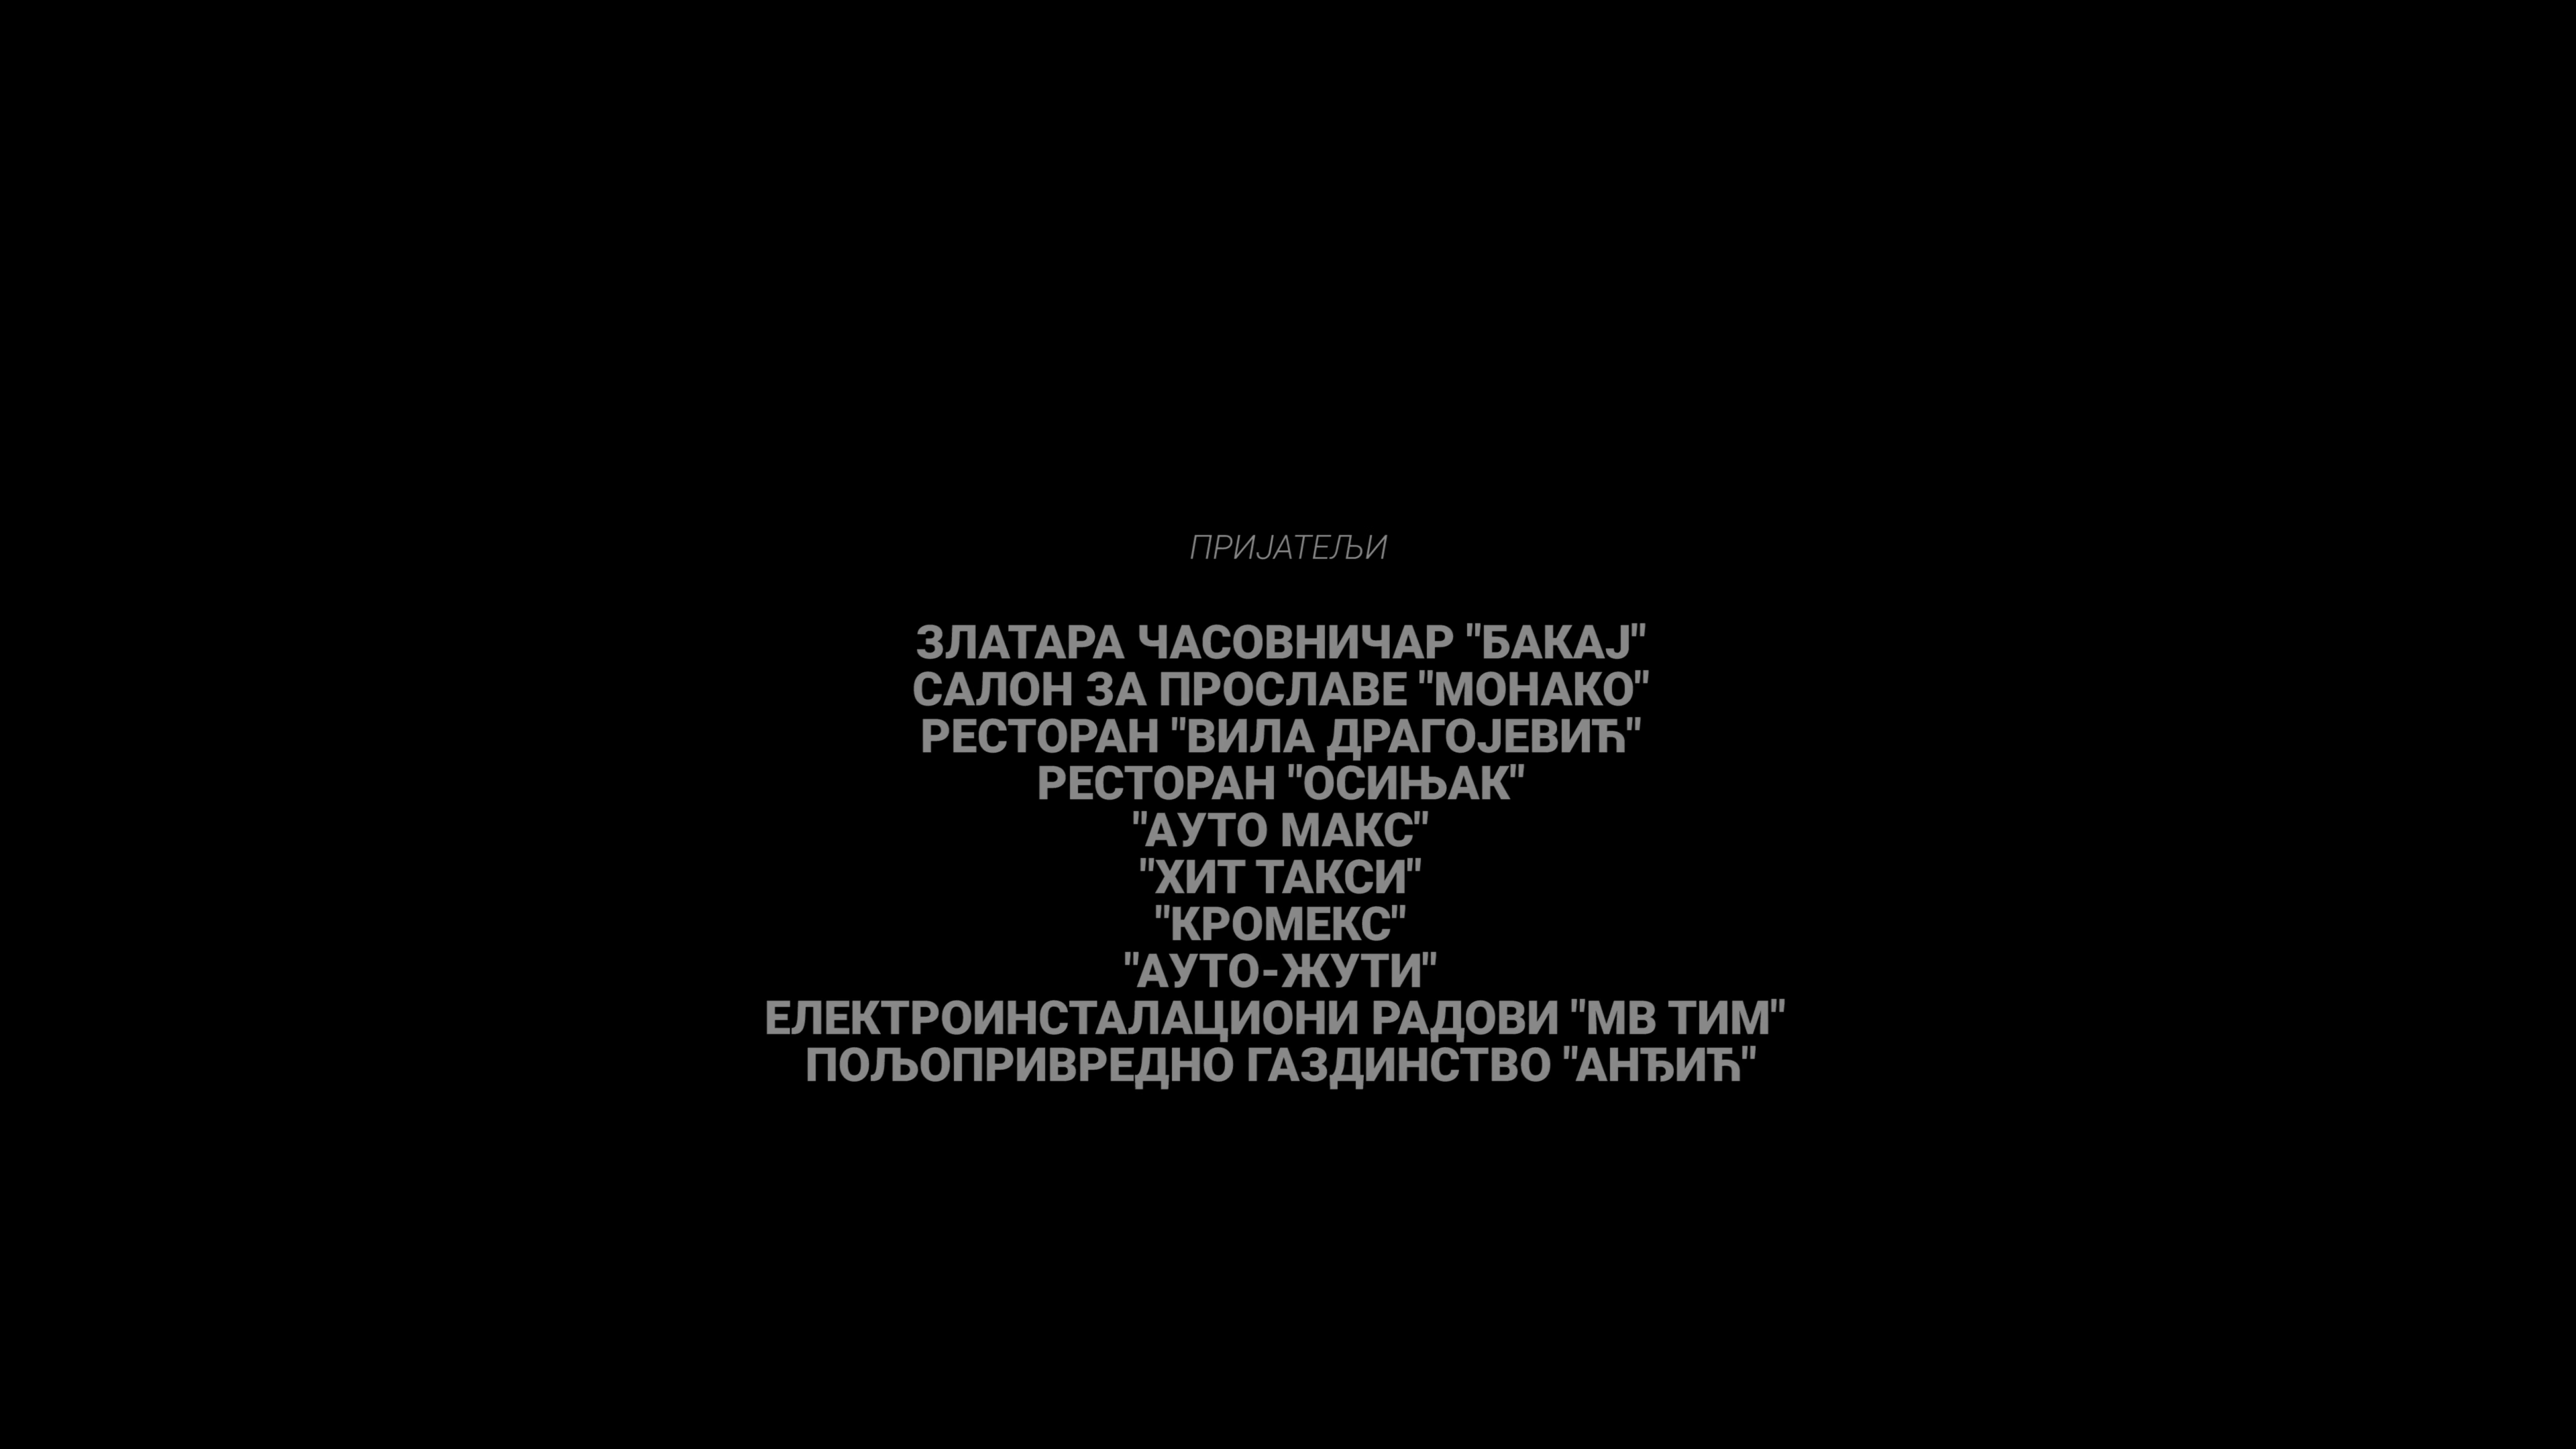 ПРИЈАТЕЉИ
ЗЛАТАРА ЧАСОВНИЧАР "БАКАЈ"
САЛОН ЗА ПРОСЛАВЕ "МОНАКО"
РЕСТОРАН "ВИЛА ДРАГОЈЕВИЋ"
РЕСТОРАН "ОСИЊАК"
"АУТО МАКС"
"ХИТ ТАКСИ"
"КРОМЕКС"
"АУТО-ЖУТИ"
ЕЛЕКТРОИНСТАЛАЦИОНИ РАДОВИ "МВ ТИМ"
ПОЉОПРИВРЕДНО ГАЗДИНСТВО "АНЂИЋ"